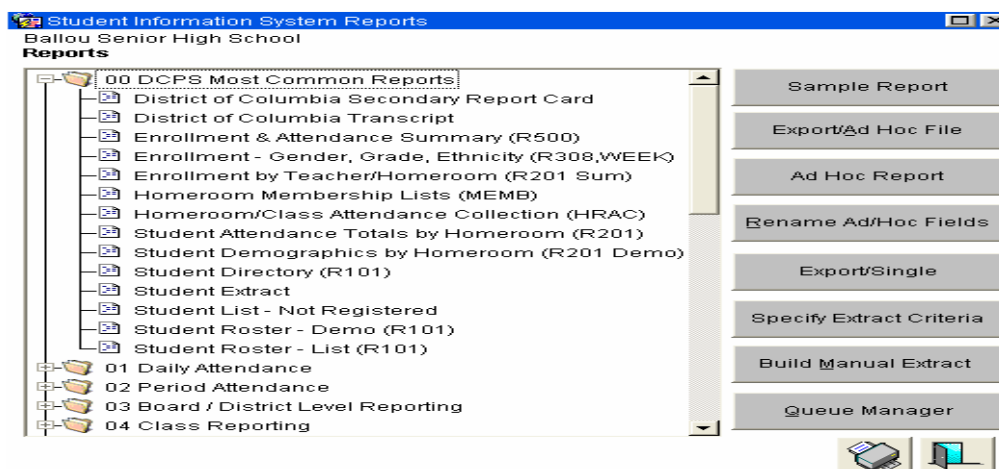 Student Information System Reports
Ballou Senior High School
Reports
00 DCPS Most Common Reports
District of Columbia Secondary Report Card
District of Columbia Transcript
Enrollment & Attendance Summary (R500)
Enrollment - Gender, Grade, Ethnicity (R308,WEEK)
Enrollment by Teacher/Homeroom (R201 Sum)
Homeroom Membership Lists (MEMB)
Homeroom/Class Attendance Collection (HRAC)
Student Attendance Totals by Homeroom (R201)
Student Demographics by Homeroom (R201 Demo)
Student Directory (R101)
Student Extract
Student List - Not Registered
Student Roster - Demo (R101)
Student Roster - List (R101)
01 Daily Attendance
02 Period Attendance
03 Board / District Level Reporting
04 Class Reporting
Sample Report
Export/Ad Hoc File
Ad Hoc Report
Rename Ad/Hoc Fields
Export/Single
Specify Extract Criteria
Build Manual Extract
Queue Manager